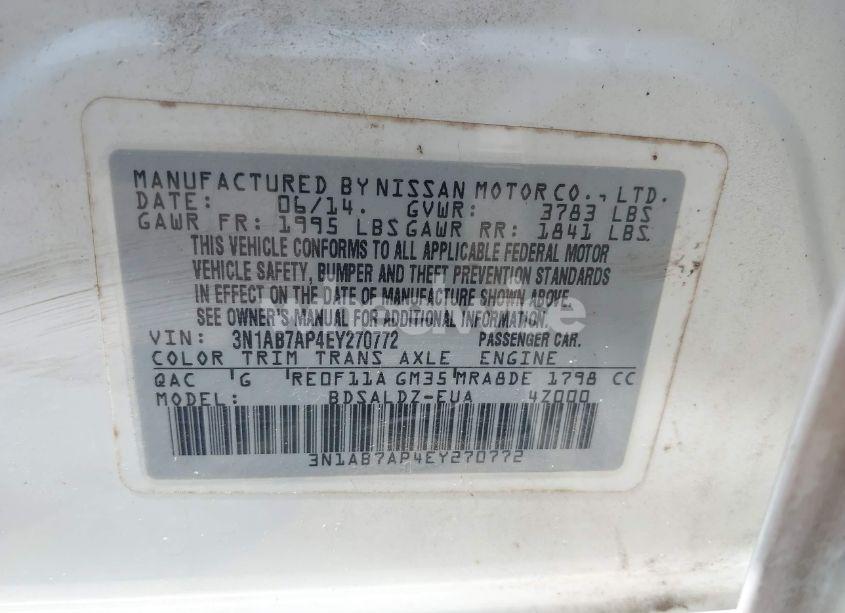 MANUFACTURED BY NISSAN MOTOR CO., LTD.
DATE: 06/14. GVWR: 3783 LBS
GAWR FR: 1995 LBS GAWR RR: 1841 LBS.
THIS VEHICLE CONFORMS TO ALL APPLICABLE FEDERAL MOTOR
VEHICLE SAFETY, BUMPER AND THEFT PREVENTION STANDARDS
IN EFFECT ON THE DATE OF MANUFACTURE SHOWN ABOVE.
SEE OWNER'S MANUAL FOR ADDITIONAL INFORMATION.
VIN: 3N1AB7AP4EY270772 PASSENGER CAR.
COLOR TRIM TRANS AXLE ENGINE
QAC G RE0F11A GM35 MRA8DE 1798 CC
MODEL: BDSALDZ-EUA 4Z000
3N1AB7AP4EY270772